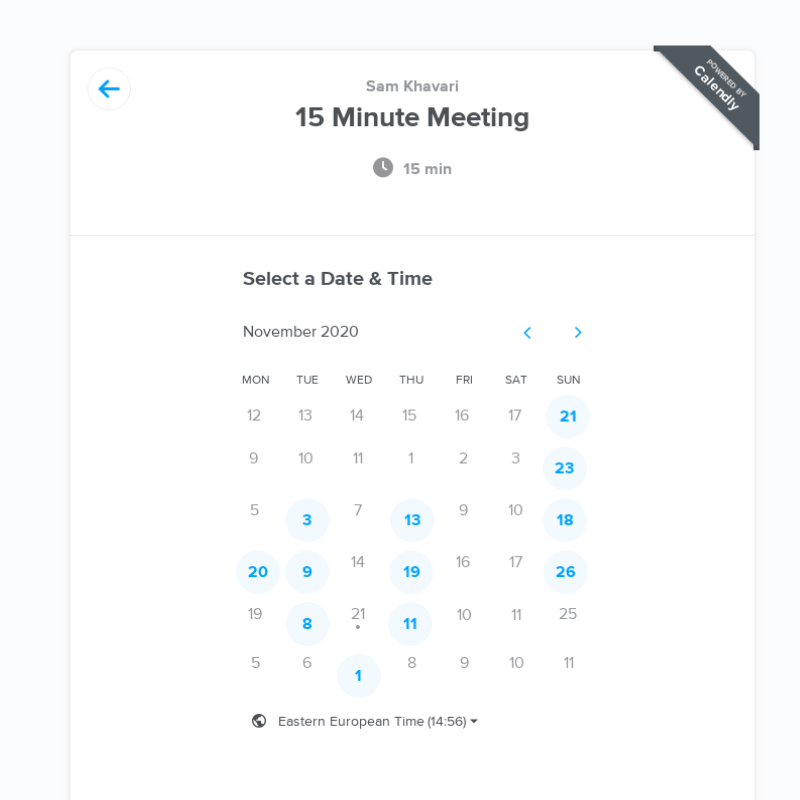 POWERED BY
Calendly
Sam Khavari
15 Minute Meeting
15 min
Select a Date & Time
November 2020
MON TUE WED THU FRI SAT SUN
12 13 14 15 16 17 21
9 10 11 1 2 3 23
5 3 7 13 9 10 18
20 9 14 19 16 17 26
19 8 21 11 10 11 25
5 6 1 8 9 10 11
Eastern European Time (14:56)